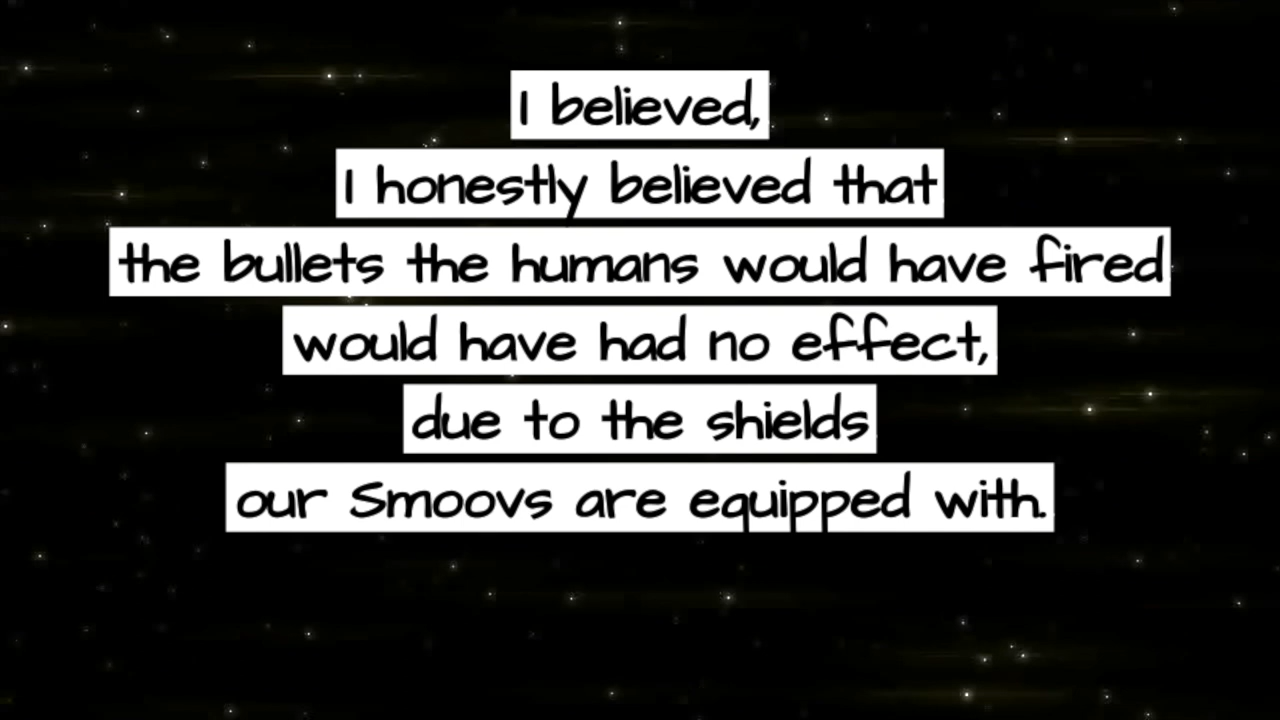 I believed,
I honestly believed that
the bullets the humans would have fired
would have had no effect,
due to the shields
our Smoovs are equipped with.